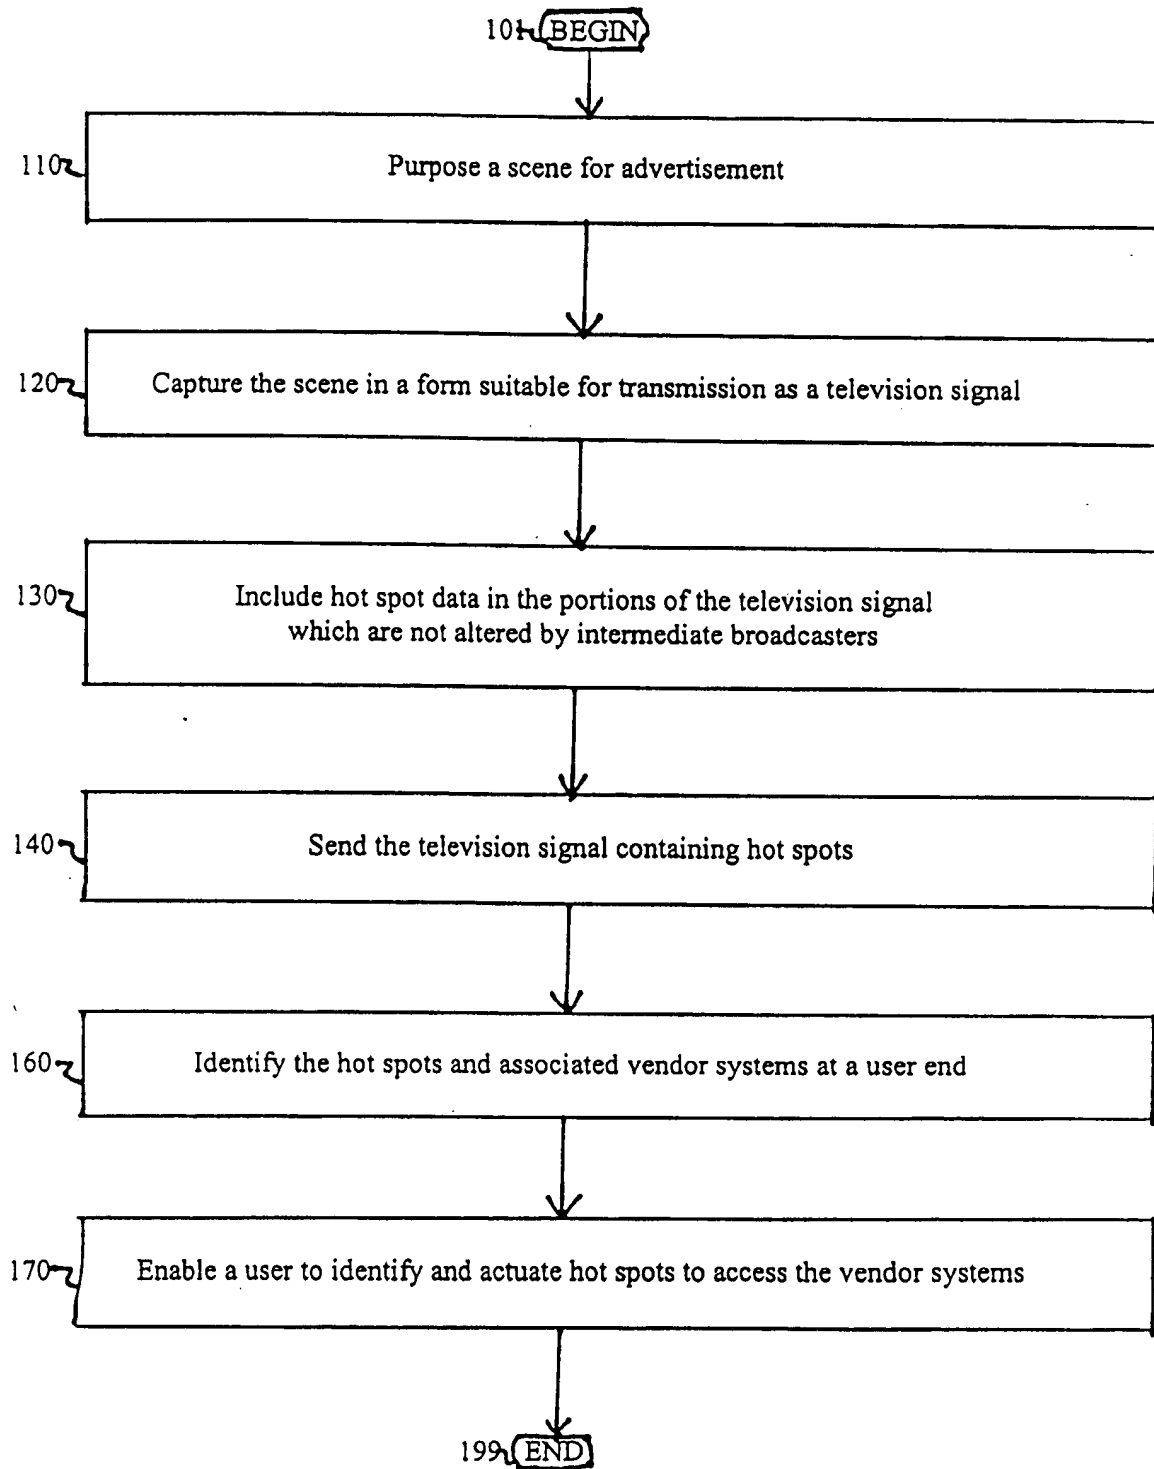 101 BEGIN
110 Purpose a scene for advertisement
120 Capture the scene in a form suitable for transmission as a television signal
130 Include hot spot data in the portions of the television signal
which are not altered by intermediate broadcasters
140 Send the television signal containing hot spots
160 Identify the hot spots and associated vendor systems at a user end
170 Enable a user to identify and actuate hot spots to access the vendor systems
199 END